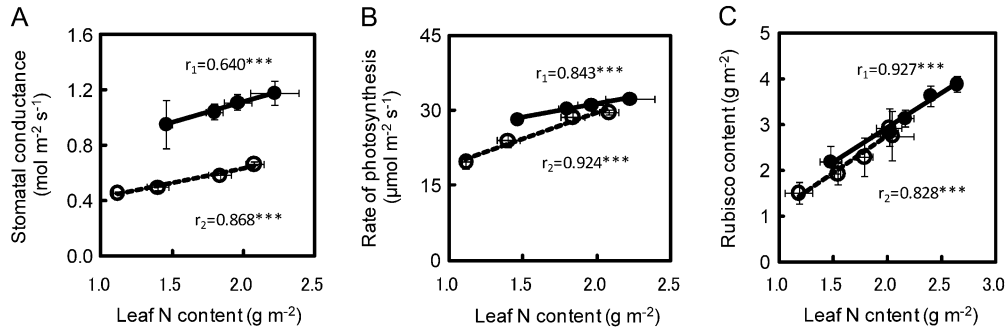 A
Stomatal conductance
(mol m-2 s-1)
1.6
1.2
0.8
0.4
0.0
r1=0.640***
r2=0.868***
1.0 1.5 2.0 2.5
Leaf N content (g m-2)
B
Rate of photosynthesis
(μmol m-2 s-1)
45
30
15
0
r1=0.843***
r2=0.924***
1.0 1.5 2.0 2.5
Leaf N content (g m-2)
C
Rubisco content (g m-2)
5
4
3
2
1
0
r1=0.927***
r2=0.828***
1.0 1.5 2.0 2.5 3.0
Leaf N cnntent (g m-2)